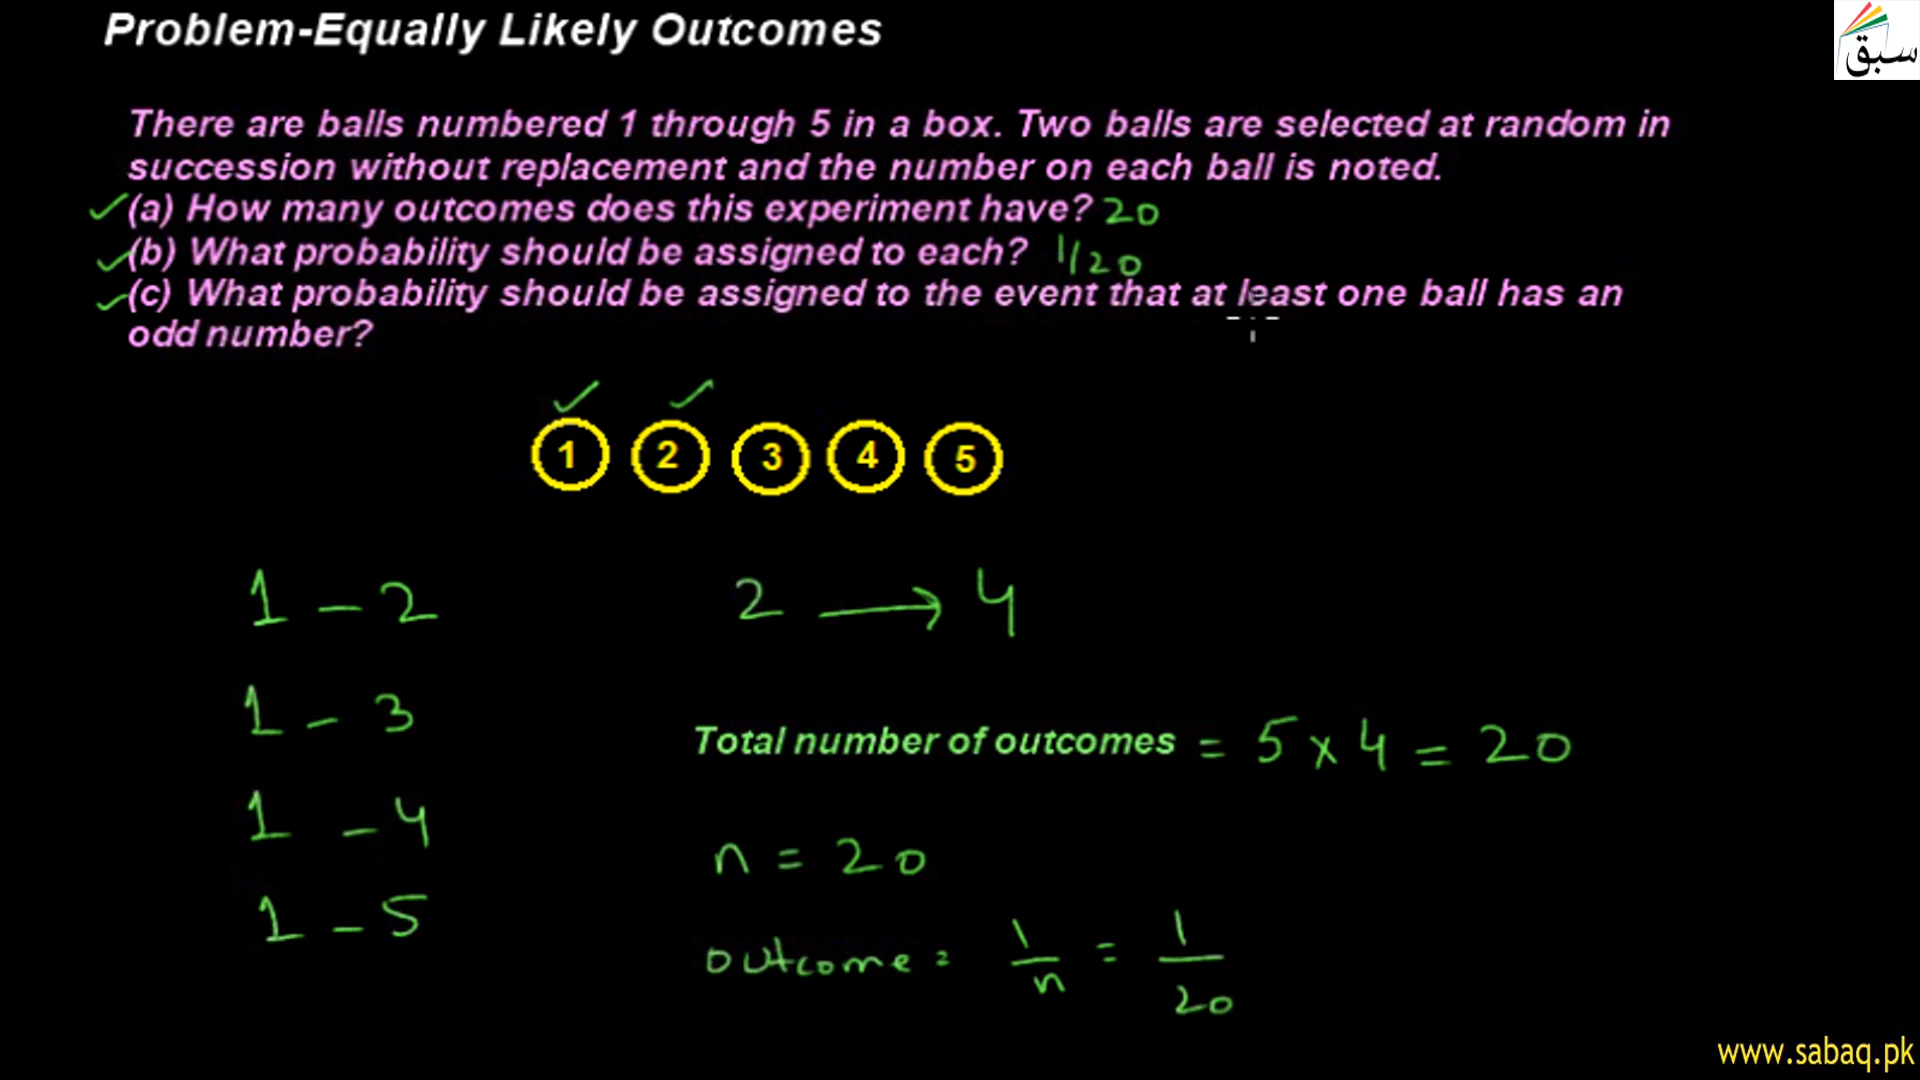 Problem-Equally Likely Outcomes
سبق
There are balls numbered 1 through 5 in a box. Two balls are selected at random in
succession without replacement and the number on each ball is noted.
(a) How many outcomes does this experiment have? 20
(b) What probability should be assigned to each? 1/20
(c) What probability should be assigned to the event that at least one ball has an
odd number?
1 2 3 4 5
1 - 2
2 → 4
1 - 3
Total number of outcomes = 5 x 4 = 20
1 - 4
n = 20
1 - 5
outcome = 1/n = 1/20
www.sabaq.pk